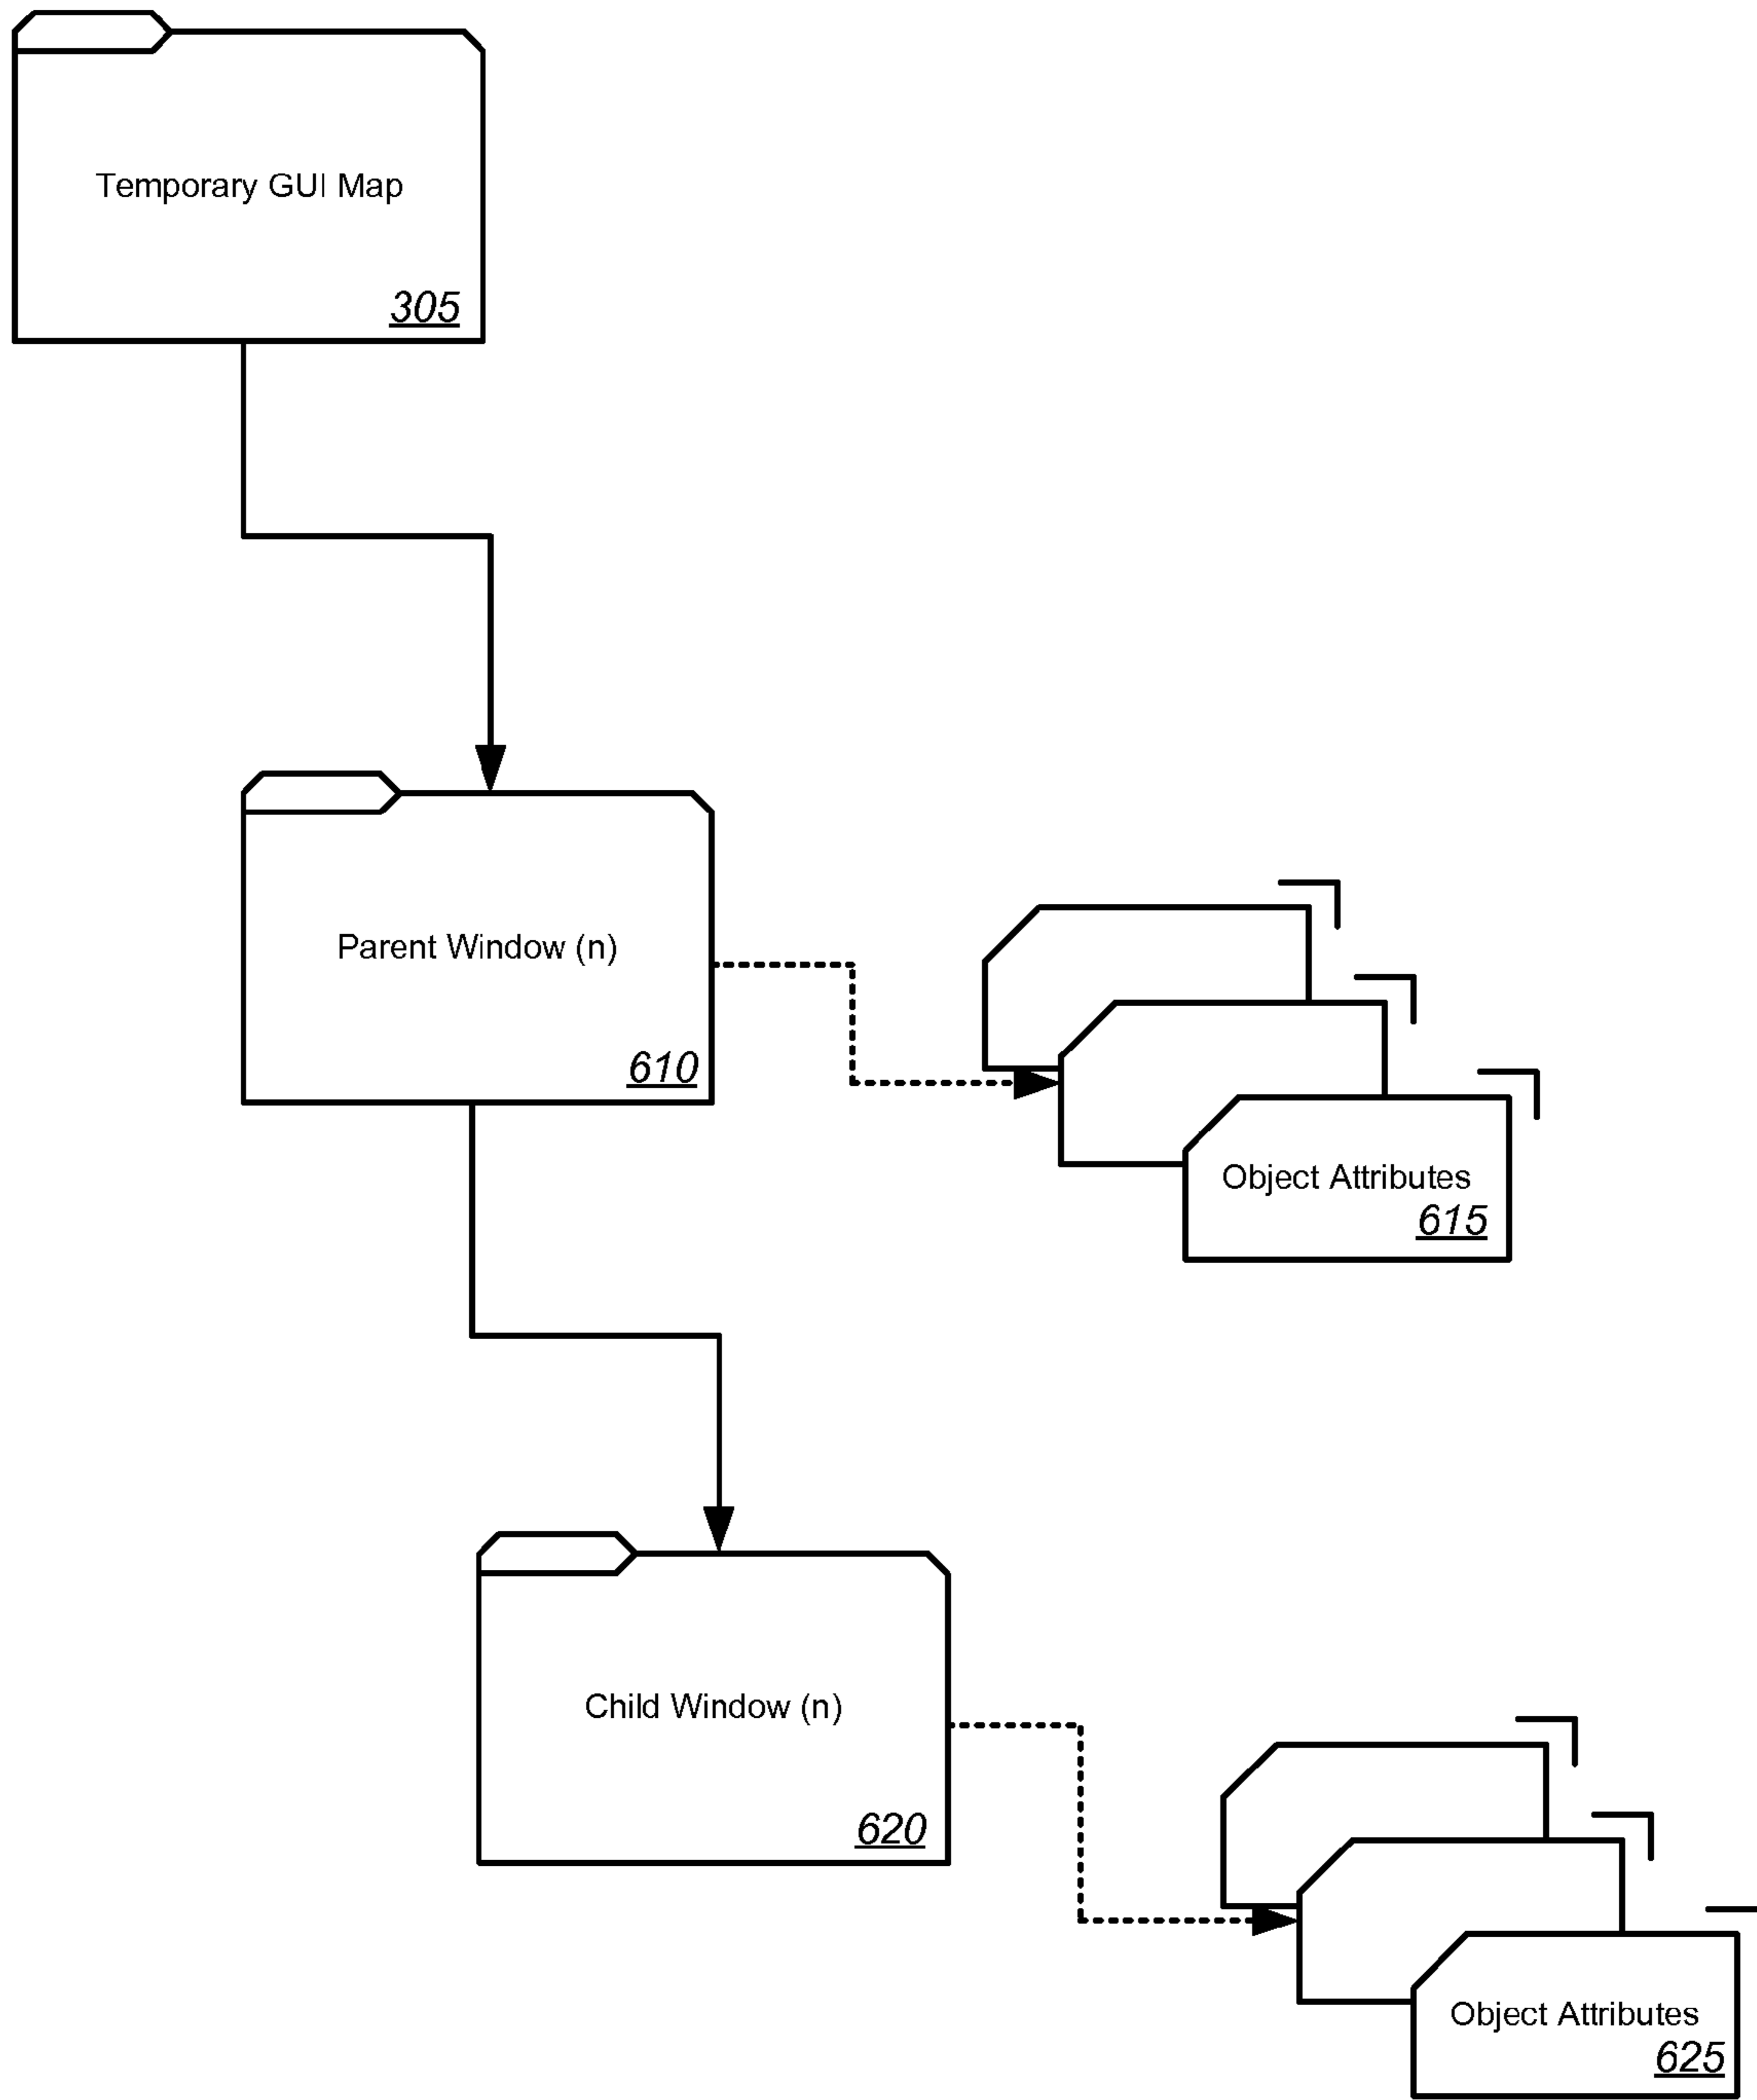 Temporary GUI Map
305
Parent Window (n)
610
Object Attributes
615
Child Window (n)
620
Object Attributes
625